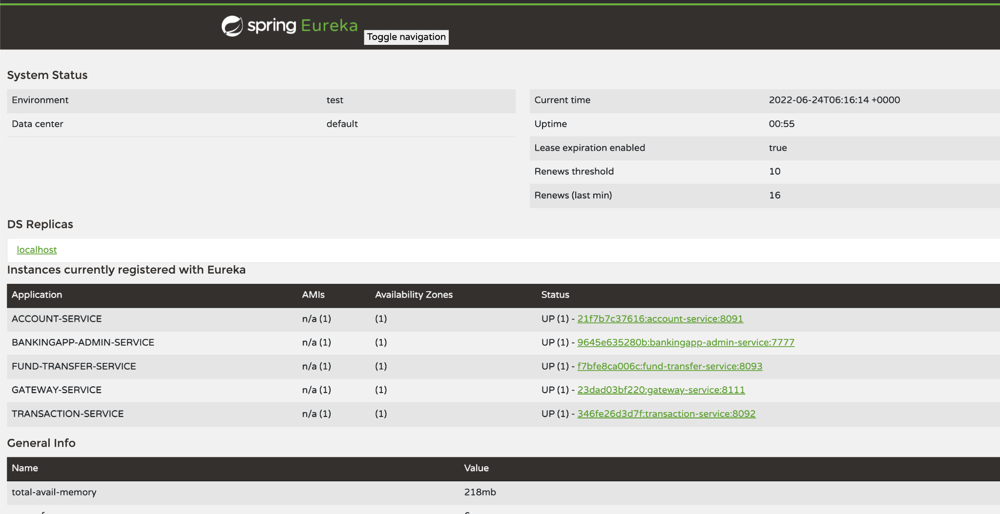 spring Eureka
Toggle navigation
System Status
Environment test
Data center default
Current time 2022-06-24T06:16:14 +0000
Uptime 00:55
Lease expiration enabled true
Renews threshold 10
Renews (last min) 16
DS Replicas
localhost
Instances currently registered with Eureka
Application AMIs Availability Zones Status
ACCOUNT-SERVICE n/a (1) (1) UP (1) - 21f7b7c37616:account-service:8091
BANKINGAPP-ADMIN-SERVICE n/a (1) (1) UP (1) - 9645e635280b:bankingapp-admin-service:7777
FUND-TRANSFER-SERVICE n/a (1) (1) UP (1) - f7bfe8ca006c:fund-transfer-service:8093
GATEWAY-SERVICE n/a (1) (1) UP (1) - 23dad03bf220:gateway-service:8111
TRANSACTION-SERVICE n/a (1) (1) UP (1) - 346fe26d3d7f:transaction-service:8092
General Info
Name Value
total-avail-memory 218mb